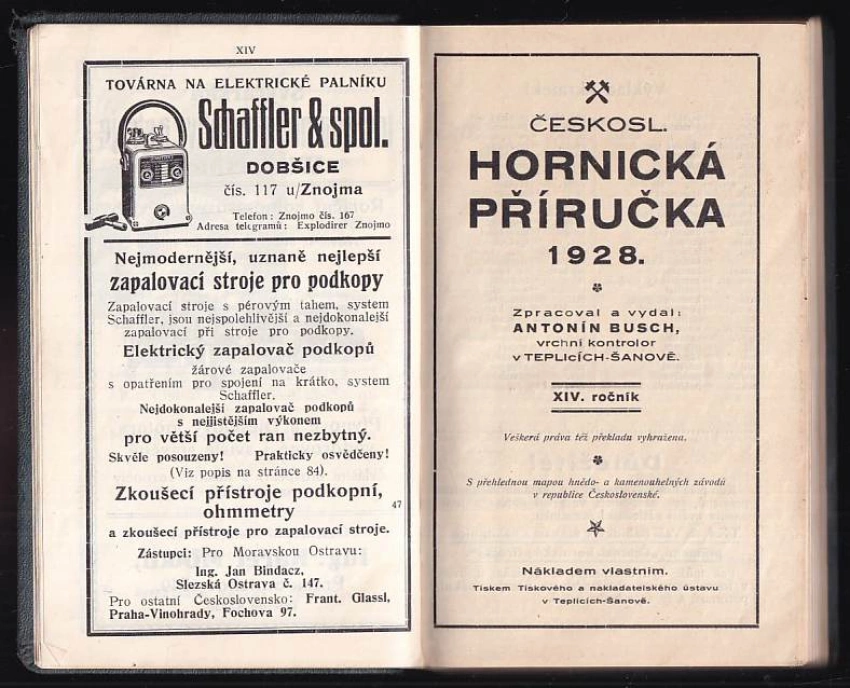 XIV
TOVÁRNA NA ELEKTRICKÉ PALNÍKU
Schaffler & spol.
DOBŠICE
čís. 117 u/Znojma
Telefon: Znojmo čís. 167
Adresa telegramů: Explodirer Znojmo
Nejmodernější, uznaně nejlepší
zapalovací stroje pro podkopy
Zapalovací stroje s pérovým tahem, system
Schaffler, jsou nejspolehlivější a nejdokonalejší
zapalovací při stroje pro podkopy.
Elektrický zapalovač podkopů
žárové zapalovače
s opatřením pro spojení na krátko, system
Schaffler.
Nejdokonalejší zapalovač podkopů
s nejjistějším výkonem
pro větší počet ran nezbytný.
Skvěle posouzeny! Prakticky osvědčeny!
(Viz popis na stránce 84).
Zkoušecí přístroje podkopní,
ohmmetry
47
a zkoušecí přístroje pro zapalovací stroje.
Zástupci: Pro Moravskou Ostravu:
Ing. Jan Bindacz,
Slezská Ostrava č. 147.
Pro ostatní Československo: Frant. Glassl,
Praha-Vinohrady, Fochova 97.
ČESKOSL.
HORNICKÁ
PŘÍRUČKA
1928.
Zpracoval a vydal:
ANTONÍN BUSCH,
vrchní kontrolor
v TEPLICÍCH-ŠANOVĚ.
XIV. ročník
Veškerá práva též překladu vyhražena.
S přehlednou mapou hnědo- a kamenouhelných závodů
v republice Československé.
Nákladem vlastním.
Tiskem Tiskového a nakladatelského ústavu
v Teplicích-Šanově.